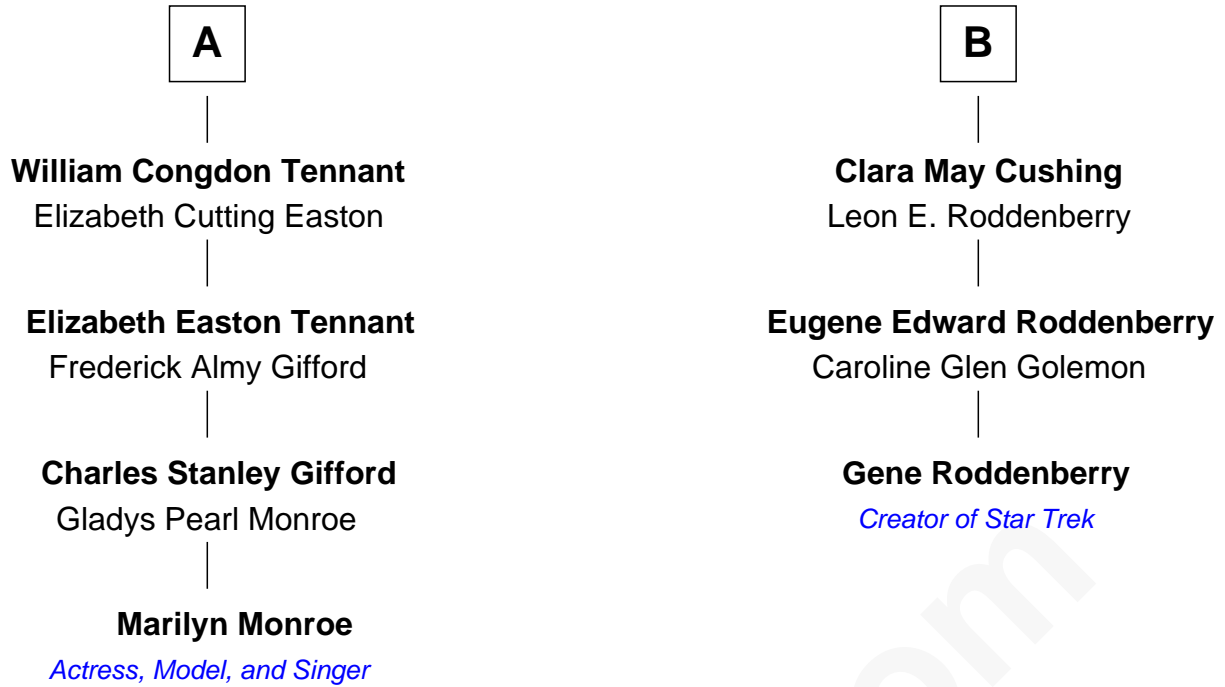 A
William Congdon Tennant
Elizabeth Cutting Easton
Elizabeth Easton Tennant
Frederick Almy Gifford
Charles Stanley Gifford
Gladys Pearl Monroe
Marilyn Monroe
Actress, Model, and Singer
B
Clara May Cushing
Leon E. Roddenberry
Eugene Edward Roddenberry
Caroline Glen Golemon
Gene Roddenberry
Creator of Star Trek
om